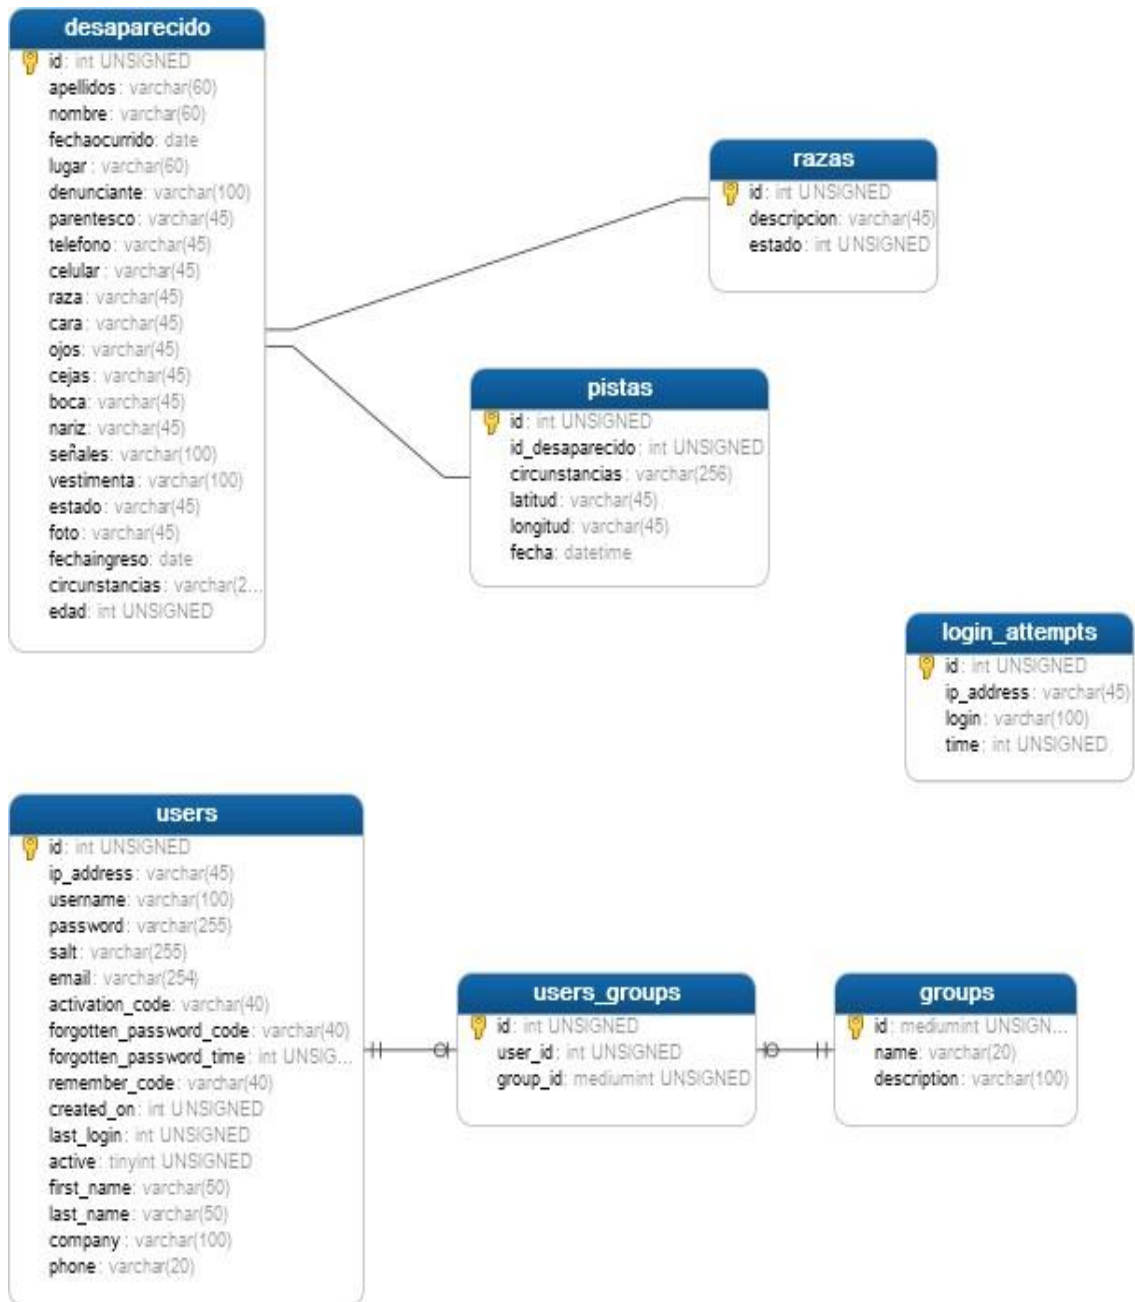 desaparecido
id: int UNSIGNED
apellidos: varchar(60)
nombre: varchar(60)
fechaocurrido: date
lugar: varchar(60)
denunciante: varchar(100)
parentesco: varchar(45)
telefono: varchar(45)
celular: varchar(45)
raza: varchar(45)
cara: varchar(45)
ojos: varchar(45)
cejas: varchar(45)
boca: varchar(45)
nariz: varchar(45)
señales: varchar(100)
vestimenta: varchar(100)
estado: varchar(45)
foto: varchar(45)
fechaingreso: date
circunstancias: varchar(2...
edad: int UNSIGNED
razas
id: int UNSIGNED
descripcion: varchar(45)
estado: int UNSIGNED
pistas
id: int UNSIGNED
id_desaparecido: int UNSIGNED
circunstancias: varchar(256)
latitud: varchar(45)
longitud: varchar(45)
fecha: datetime
login_attempts
id: int UNSIGNED
ip_address: varchar(45)
login: varchar(100)
time: int UNSIGNED
users
id: int UNSIGNED
ip_address: varchar(45)
username: varchar(100)
password: varchar(255)
salt: varchar(255)
email: varchar(254)
activation_code: varchar(40)
forgotten_password_code: varchar(40)
forgotten_password_time: int UNSIG...
remember_code: varchar(40)
created_on: int UNSIGNED
last_login: int UNSIGNED
active: tinyint UNSIGNED
first_name: varchar(50)
last_name: varchar(50)
company: varchar(100)
phone: varchar(20)
users_groups
id: int UNSIGNED
user_id: int UNSIGNED
group_id: mediumint UNSIGNED
groups
id: mediumint UNSIGN...
name: varchar(20)
description: varchar(100)